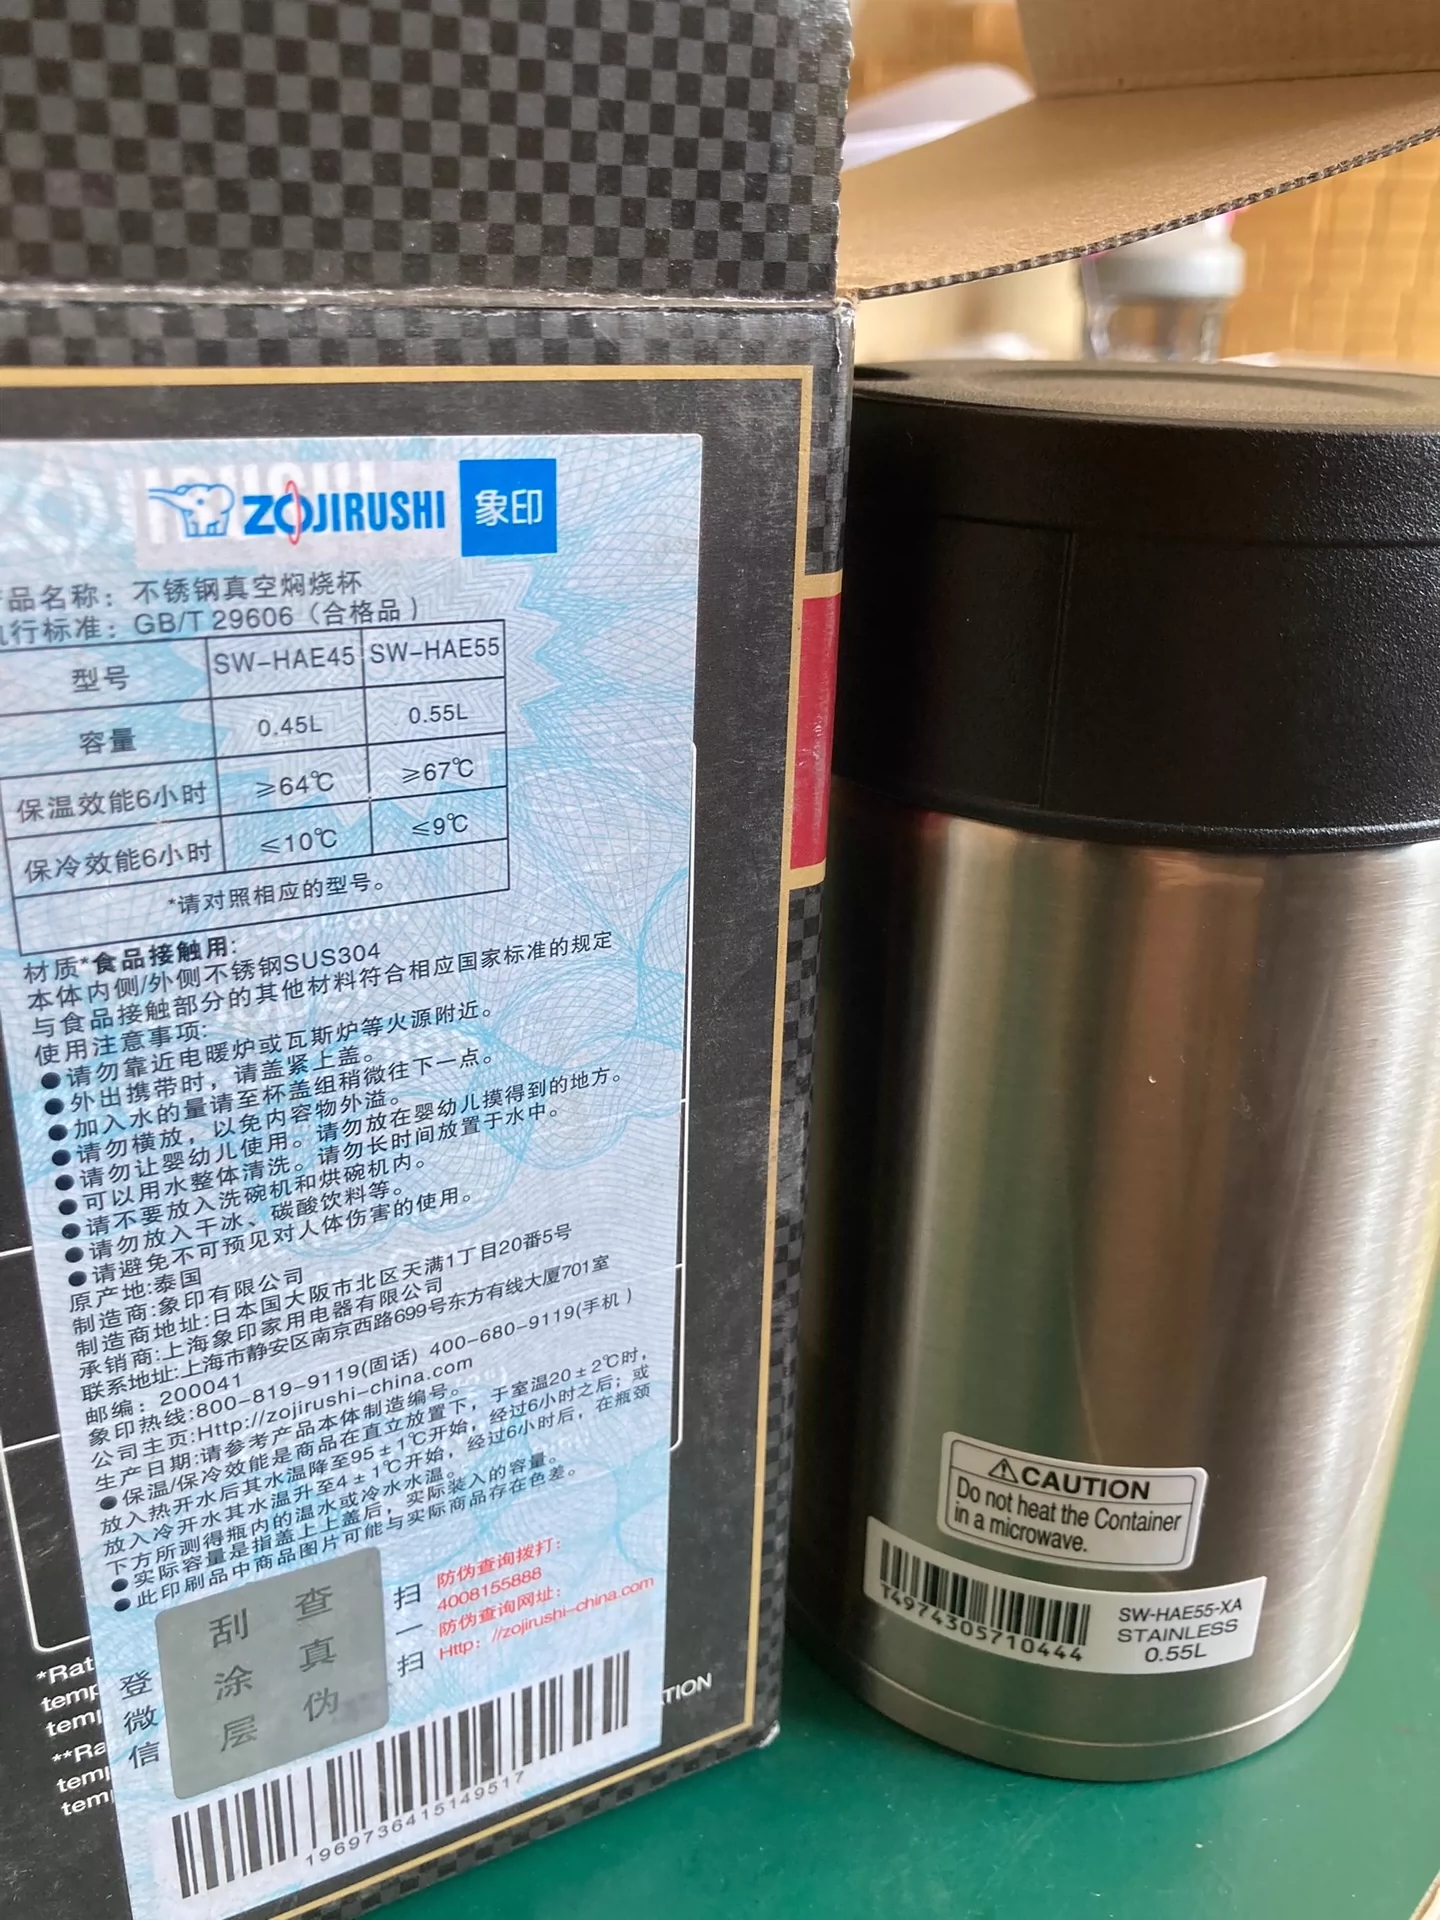 ZOJIRUSHI 象印
品名称：不锈钢真空焖烧杯
行标准：GB/T 29606（合格品）
型号 SW-HAE45 SW-HAE55
容量 0.45L 0.55L
保温效能6小时 ≥64℃ ≥67℃
保冷效能6小时 ≤10℃ ≤9℃
*请对照相应的型号。
材质*食品接触用:
本体内侧/外侧不锈钢SUS304
与食品接触部分的其他材料符合相应国家标准的规定
使用注意事项:
●请勿靠近电暖炉或瓦斯炉等火源附近。
●外出携带时，请盖紧上盖。
●加入水的量请至杯盖组稍微往下一点。
●请勿横放，以免内容物外溢。
●请勿让婴幼儿使用。请勿放在婴幼儿摸得到的地方。
●可以用水整体清洗。请勿长时间放置于水中。
●请不要放入洗碗机和烘碗机内。
●请勿放入干冰、碳酸饮料等。
●请避免不可预见对人体伤害的使用。
原产地:泰国
制造商:象印有限公司
制造商地址:日本国大阪市北区天满1丁目20番5号
承销商:上海象印家用电器有限公司
联系地址:上海市静安区南京西路699号东方有线大厦701室
邮编：200041
象印热线:800-819-9119(固话) 400-680-9119(手机)
公司主页:Http://zojirushi-china.com
生产日期:请参考产品本体制造编号。
●保温/保冷效能是商品在直立放置下，于室温20±2℃时，
放入热开水后其水温降至95±1℃开始，经过6小时之后；或
放入冷开水其水温升至4±1℃开始，经过6小时后，在瓶颈
下方所测得瓶内的温水或冷水水温。
●实际容量是指盖上上盖后，实际装入的容量。
●此印刷品中商品图片可能与实际商品存在色差。
登微信
刮涂层
查真伪
扫一扫
防伪查询拨打：
4008155888
防伪查询网址：
Http：//zojirushi-china.com
1969736415149517
*Rat
temp
temp
**Ra
temp
temp
TION
CAUTION
Do not heat the Container
in a microwave.
T4974305710444
SW-HAE55-XA
STAINLESS
0.55L